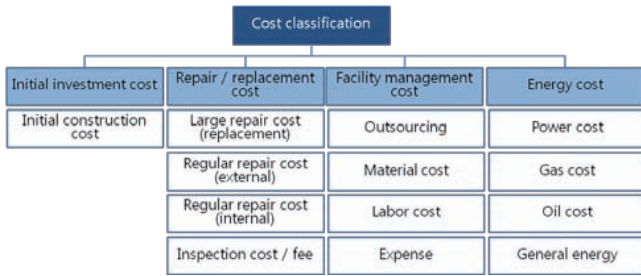 Cost classification
Initial investment cost
Repair / replacement
cost
Facility management
cost
Energy cost
Initial construction
cost
Large repair cost
(replacement)
Outsourcing
Power cost
Regular repair cost
(external)
Material cost
Gas cost
Regular repair cost
(internal)
Labor cost
Oil cost
Inspection cost / fee
Expense
General energy